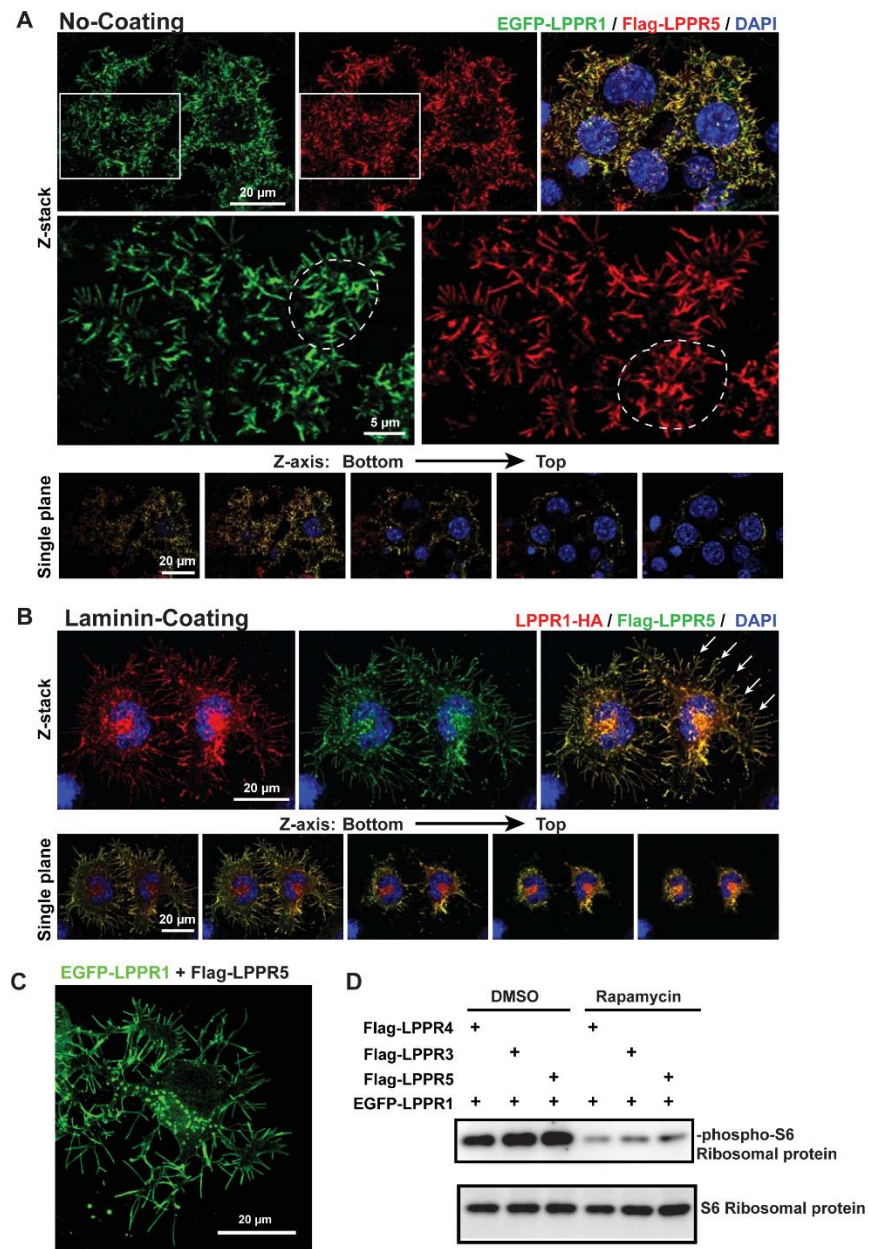 A
No-Coating
EGFP-LPPR1 / Flag-LPPR5 / DAPI
Z-stack
20 µm
5 µm
Z-axis: Bottom Top
Single plane
20 µm
B
Laminin-Coating
LPPR1-HA / Flag-LPPR5 / DAPI
Z-stack
20 µm
Z-axis: Bottom Top
Single plane
20 µm
C
EGFP-LPPR1 + Flag-LPPR5
20 µm
D
DMSO Rapamycin
Flag-LPPR4 + +
Flag-LPPR3 + +
Flag-LPPR5 + +
EGFP-LPPR1 + + + + + +
-phospho-S6
Ribosomal protein
S6 Ribosomal protein